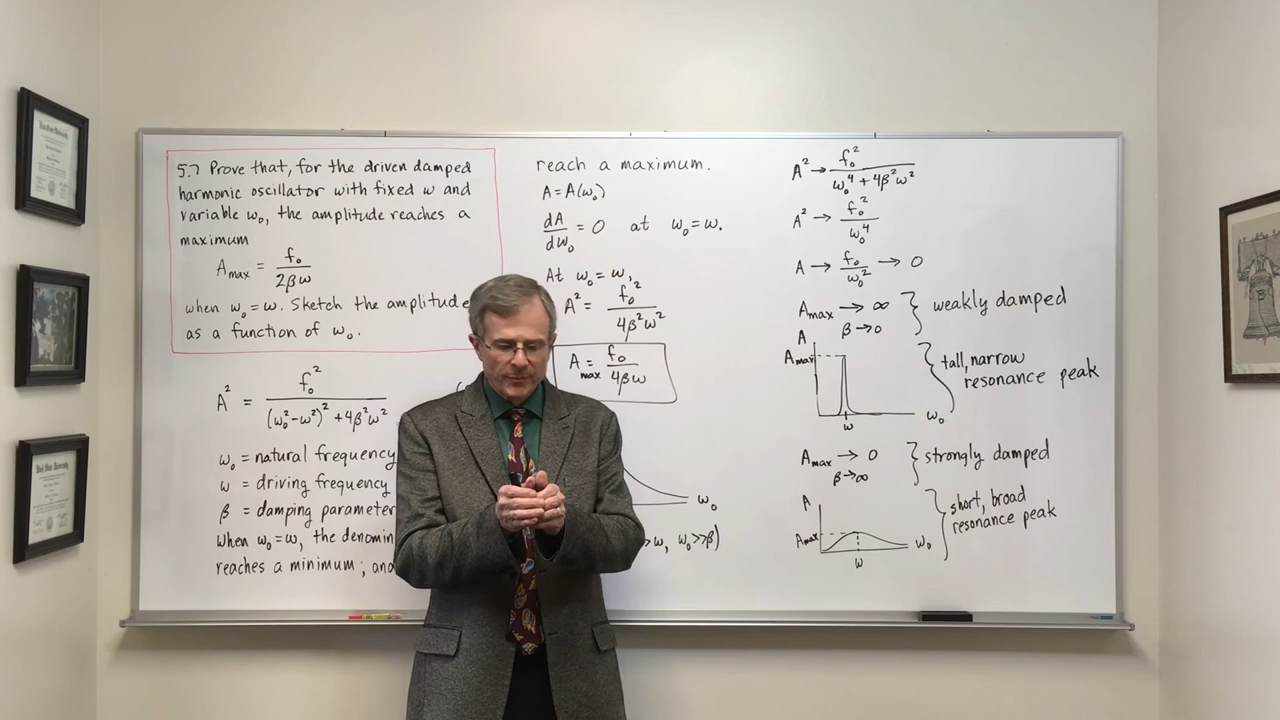 5.7 Prove that, for the driven damped
harmonic oscillator with fixed ω and
variable ω₀, the amplitude reaches a
maximum
A_max = f₀ / 2βω
when ω₀ = ω. Sketch the amplitude
as a function of ω₀.
A² = f₀² / ((ω₀² - ω²)² + 4β²ω²)
ω₀ = natural frequency
ω = driving frequency
β = damping parameter
When ω₀ = ω, the denomin
reaches a minimum; and
reach a maximum.
A = A(ω₀)
dA/dω₀ = 0 at ω₀ = ω.
At ω₀ = ω,
A² = f₀² / 4β²ω²
A_max = f₀ / 4βω
ω₀
ω, ω₀ >> β)
A² → f₀² / (ω₀⁴ + 4β²ω²)
A² → f₀² / ω₀⁴
A → f₀ / ω₀² → 0
A_max → ∞ } weakly damped
β → 0
A
A_max
ω
ω₀
} tall, narrow
resonance peak
A_max → 0 } strongly damped
β → ∞
A
A_max
ω
ω₀
} short, broad
resonance peak